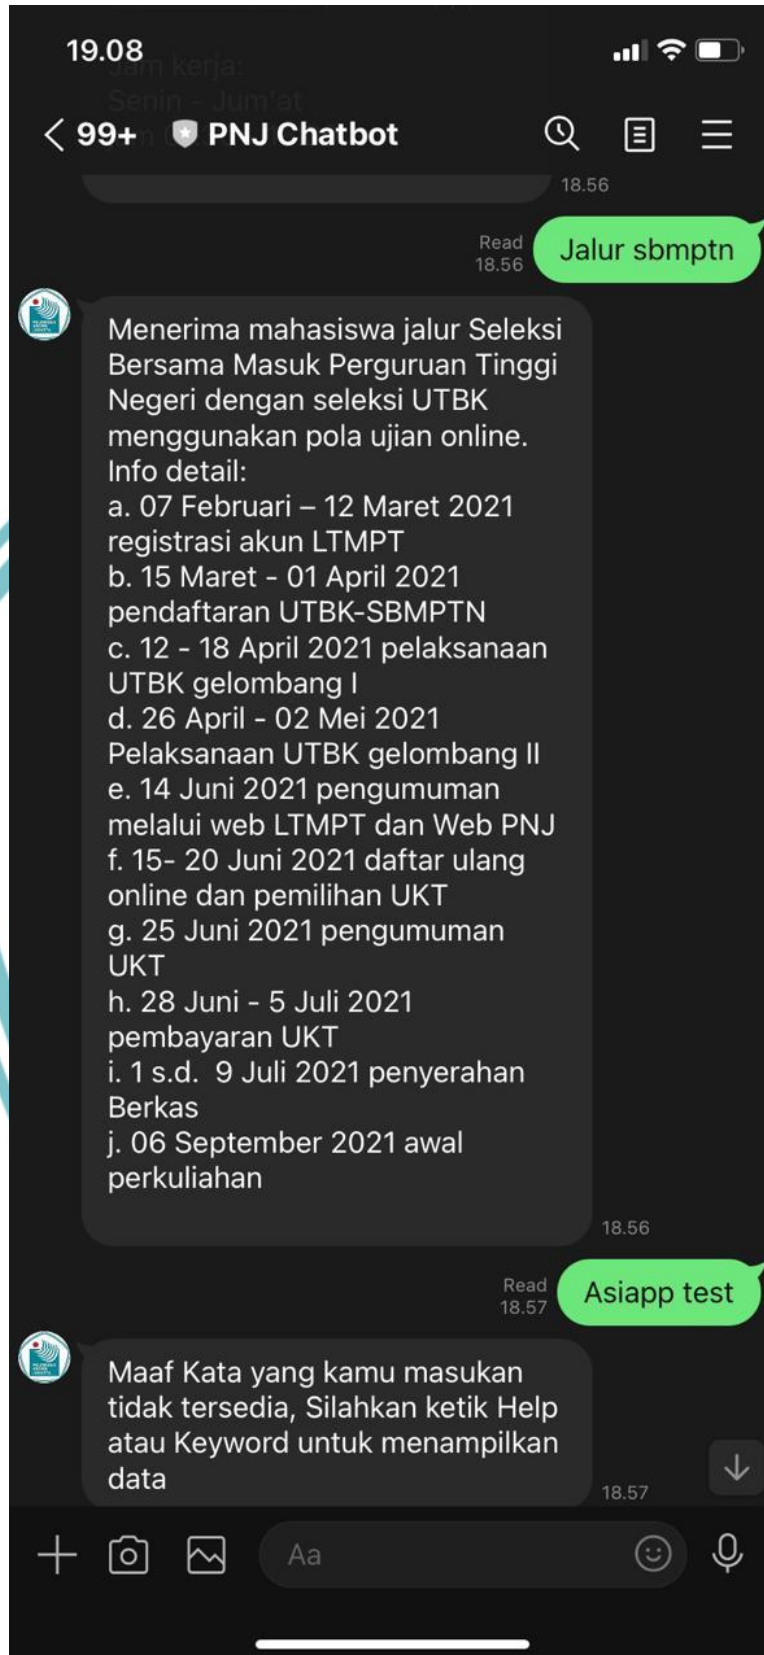 19.08
Jam kerja:
Senin - Jum'at
< 99+ PNJ Chatbot
18.56
Read
18.56
Jalur sbmptn
Menerima mahasiswa jalur Seleksi
Bersama Masuk Perguruan Tinggi
Negeri dengan seleksi UTBK
menggunakan pola ujian online.
Info detail:
a. 07 Februari – 12 Maret 2021
registrasi akun LTMPT
b. 15 Maret - 01 April 2021
pendaftaran UTBK-SBMPTN
c. 12 - 18 April 2021 pelaksanaan
UTBK gelombang I
d. 26 April - 02 Mei 2021
Pelaksanaan UTBK gelombang II
e. 14 Juni 2021 pengumuman
melalui web LTMPT dan Web PNJ
f. 15- 20 Juni 2021 daftar ulang
online dan pemilihan UKT
g. 25 Juni 2021 pengumuman
UKT
h. 28 Juni - 5 Juli 2021
pembayaran UKT
i. 1 s.d.  9 Juli 2021 penyerahan
Berkas
j. 06 September 2021 awal
perkuliahan
18.56
Read
18.57
Asiapp test
Maaf Kata yang kamu masukan
tidak tersedia, Silahkan ketik Help
atau Keyword untuk menampilkan
data
18.57
Aa